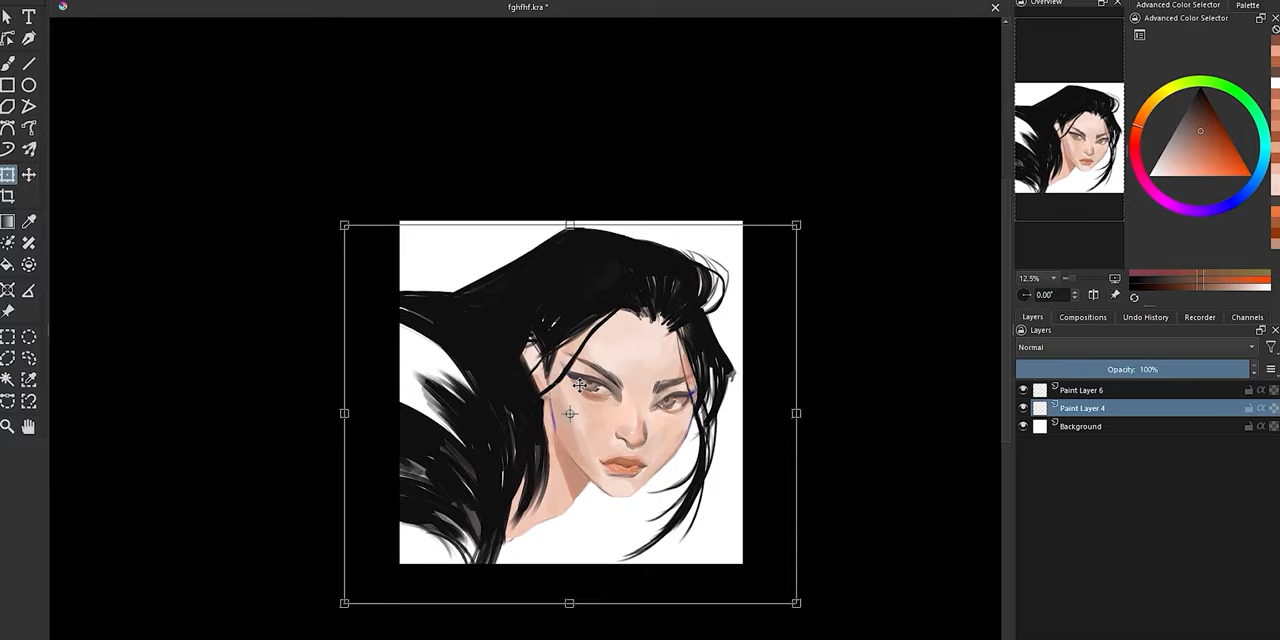 fghfhf.kra *
Overview
Advanced Color Selector
Palette
Advanced Color Selector
12.5%
0.00°
Layers
Compositions
Undo History
Recorder
Channels
Layers
Normal
Opacity: 100%
Paint Layer 6
Paint Layer 4
Background